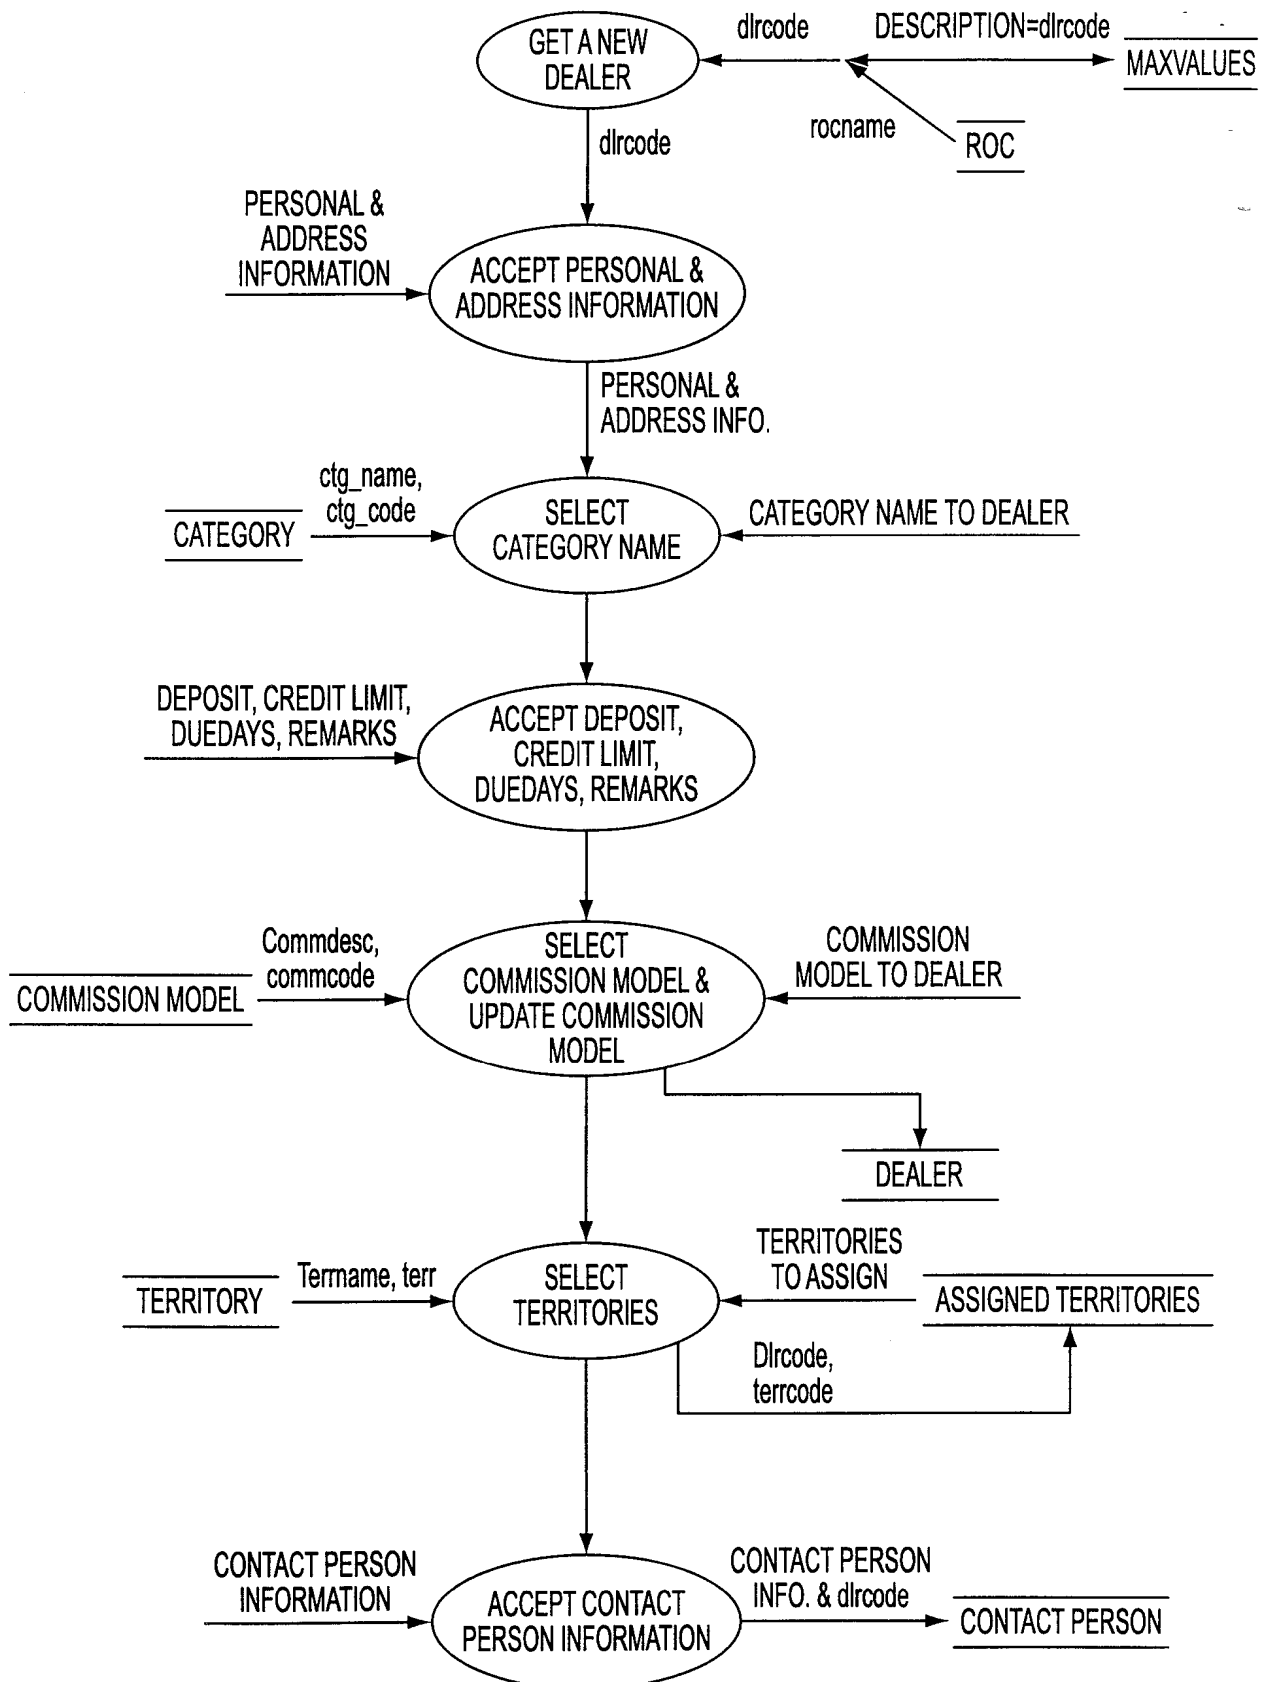 GET A NEW
DEALER
dlrcode
DESCRIPTION=dlrcode
MAXVALUES
rocname
ROC
dlrcode
PERSONAL &
ADDRESS
INFORMATION
ACCEPT PERSONAL &
ADDRESS INFORMATION
PERSONAL &
ADDRESS INFO.
CATEGORY
ctg_name,
ctg_code
SELECT
CATEGORY NAME
CATEGORY NAME TO DEALER
DEPOSIT, CREDIT LIMIT,
DUEDAYS, REMARKS
ACCEPT DEPOSIT,
CREDIT LIMIT,
DUEDAYS, REMARKS
COMMISSION MODEL
Commdesc,
commcode
SELECT
COMMISSION MODEL &
UPDATE COMMISSION
MODEL
COMMISSION
MODEL TO DEALER
DEALER
TERRITORY
Terrname, terr
SELECT
TERRITORIES
TERRITORIES
TO ASSIGN
ASSIGNED TERRITORIES
Dlrcode,
terrcode
CONTACT PERSON
INFORMATION
ACCEPT CONTACT
PERSON INFORMATION
CONTACT PERSON
INFO. & dlrcode
CONTACT PERSON